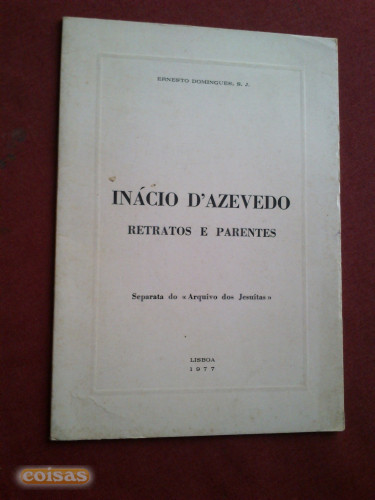 ERNESTO DOMINGUES, S. J.
INÁCIO D'AZEVEDO
RETRATOS E PARENTES
Separata do «Arquivo dos Jesuítas»
LISBOA
1977
coisas